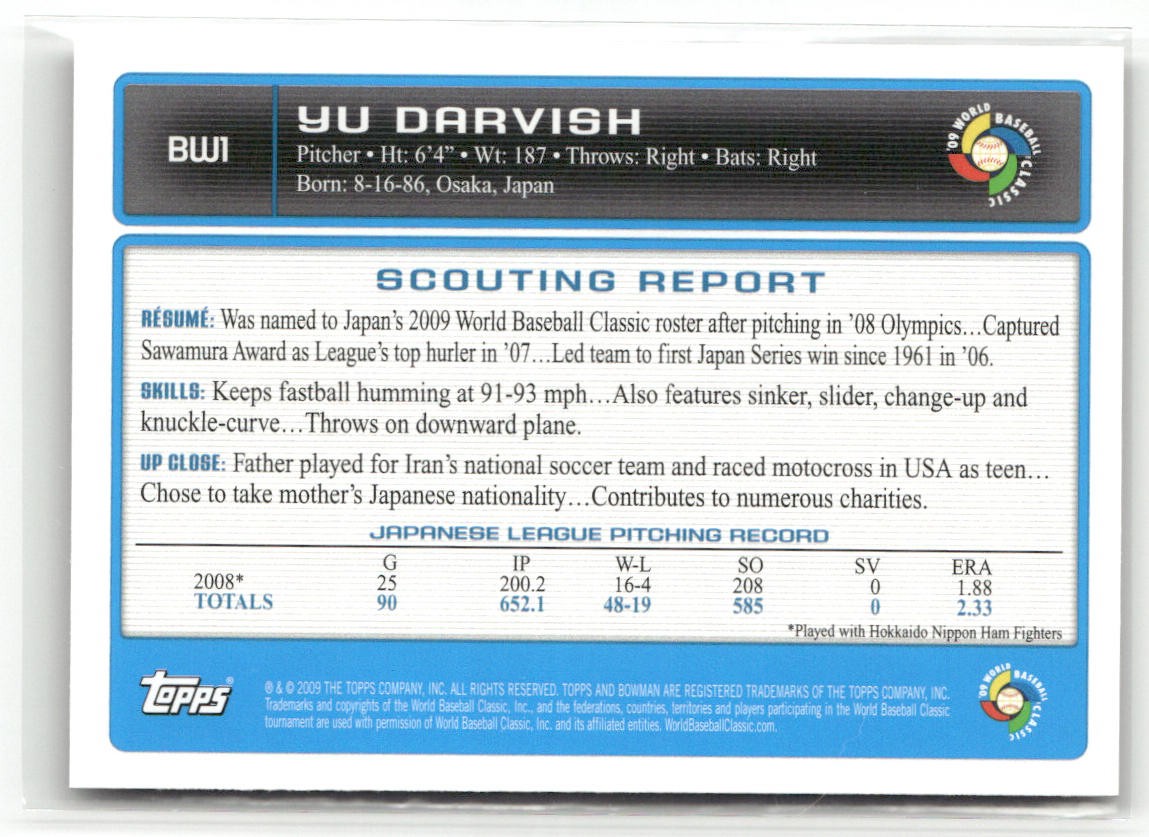 BW1
YU DARVISH
Pitcher • Ht: 6'4" • Wt: 187 • Throws: Right • Bats: Right
Born: 8-16-86, Osaka, Japan
'09 WORLD BASEBALL CLASSIC
SCOUTING REPORT
RÉSUMÉ: Was named to Japan's 2009 World Baseball Classic roster after pitching in '08 Olympics...Captured
Sawamura Award as League's top hurler in '07...Led team to first Japan Series win since 1961 in '06.
SKILLS: Keeps fastball humming at 91-93 mph...Also features sinker, slider, change-up and
knuckle-curve...Throws on downward plane.
UP CLOSE: Father played for Iran's national soccer team and raced motocross in USA as teen...
Chose to take mother's Japanese nationality...Contributes to numerous charities.
JAPANESE LEAGUE PITCHING RECORD
G IP W-L SO SV ERA
2008* 25 200.2 16-4 208 0 1.88
TOTALS 90 652.1 48-19 585 0 2.33
*Played with Hokkaido Nippon Ham Fighters
Topps®
® & © 2009 THE TOPPS COMPANY, INC. ALL RIGHTS RESERVED. TOPPS AND BOWMAN ARE REGISTERED TRADEMARKS OF THE TOPPS COMPANY, INC.
Trademarks and copyrights of the World Baseball Classic, Inc., and the federations, countries, territories and players participating in the World Baseball Classic
tournament are used with permission of World Baseball Classic, Inc. and its affiliated entities. WorldBaseballClassic.com.
'09 WORLD BASEBALL CLASSIC